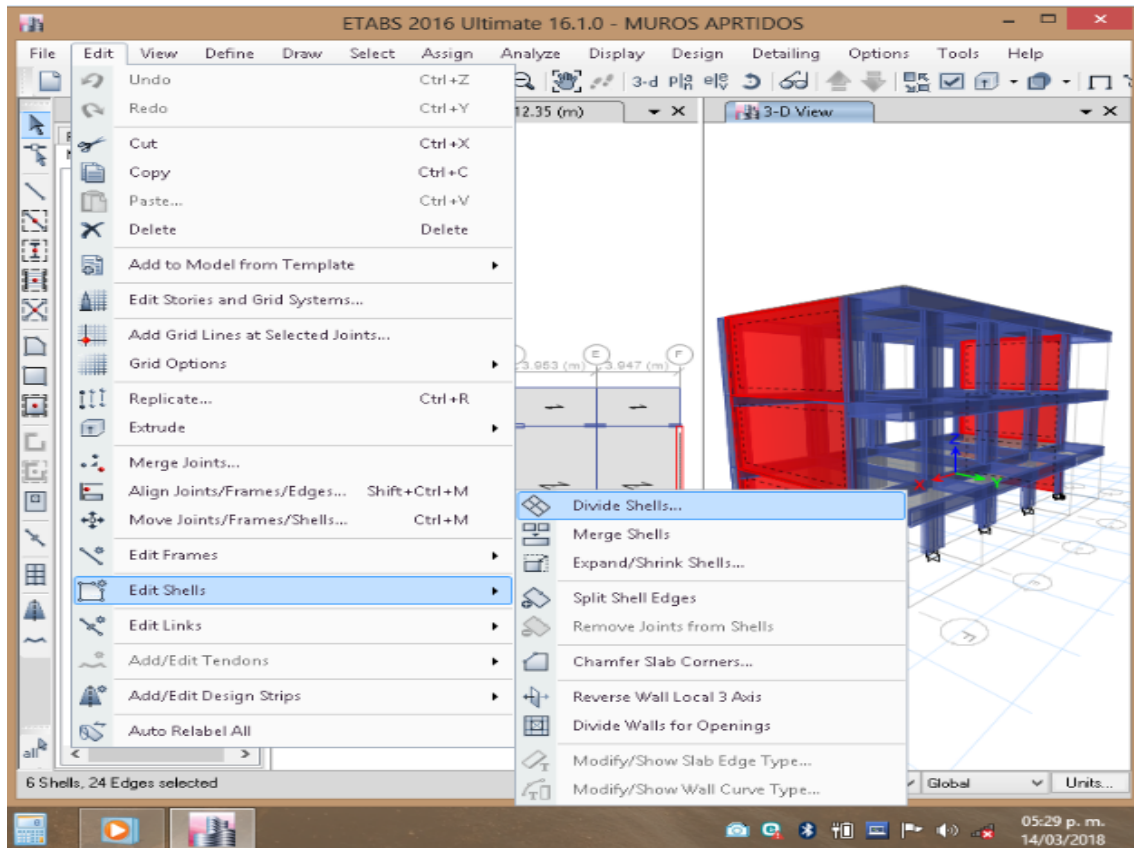 ETABS 2016 Ultimate 16.1.0 - MUROS APRTIDOS
File Edit View Define Draw Select Assign Analyze Display Design Detailing Options Tools Help
3-d
12.35 (m)
3-D View
Undo Ctrl+Z
Redo Ctrl+Y
Cut Ctrl+X
Copy Ctrl+C
Paste... Ctrl+V
Delete Delete
Add to Model from Template
Edit Stories and Grid Systems...
Add Grid Lines at Selected Joints...
Grid Options
Replicate... Ctrl+R
Extrude
Merge Joints...
Align Joints/Frames/Edges... Shift+Ctrl+M
Move Joints/Frames/Shells... Ctrl+M
Edit Frames
Edit Shells
Edit Links
Add/Edit Tendons
Add/Edit Design Strips
Auto Relabel All
Divide Shells...
Merge Shells
Expand/Shrink Shells...
Split Shell Edges
Remove Joints from Shells
Chamfer Slab Corners...
Reverse Wall Local 3 Axis
Divide Walls for Openings
Modify/Show Slab Edge Type...
Modify/Show Wall Curve Type...
3.953 (m) E 3.947 (m) F
Z
X
Y
all
6 Shells, 24 Edges selected
Global Units...
05:29 p. m.
14/03/2018